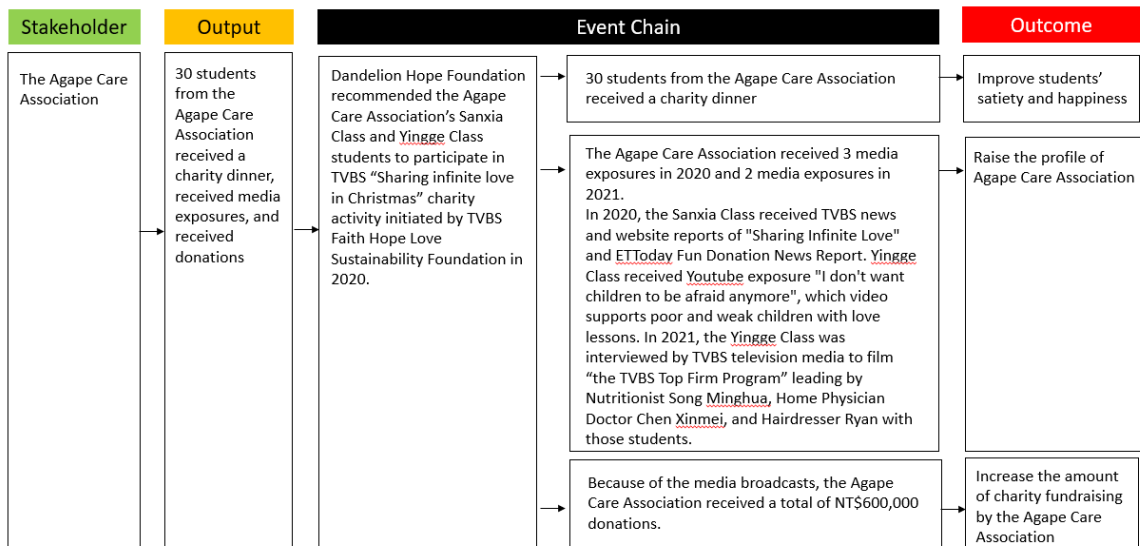 Stakeholder
Output
Event Chain
Outcome
The Agape Care
Association
30 students
from the
Agape Care
Association
received a
charity dinner,
received media
exposures, and
received
donations
Dandelion Hope Foundation
recommended the Agape
Care Association’s Sanxia
Class and Yingge Class
students to participate in
TVBS “Sharing infinite love
in Christmas” charity
activity initiated by TVBS
Faith Hope Love
Sustainability Foundation in
2020.
30 students from the Agape Care Association
received a charity dinner
Improve students’
satiety and happiness
The Agape Care Association received 3 media
exposures in 2020 and 2 media exposures in
2021.
In 2020, the Sanxia Class received TVBS news
and website reports of "Sharing Infinite Love"
and ETToday Fun Donation News Report. Yingge
Class received Youtube exposure "I don't want
children to be afraid anymore", which video
supports poor and weak children with love
lessons. In 2021, the Yingge Class was
interviewed by TVBS television media to film
“the TVBS Top Firm Program” leading by
Nutritionist Song Minghua, Home Physician
Doctor Chen Xinmei, and Hairdresser Ryan with
those students.
Raise the profile of
Agape Care Association
Because of the media broadcasts, the Agape
Care Association received a total of NT$600,000
donations.
Increase the amount
of charity fundraising
by the Agape Care
Association